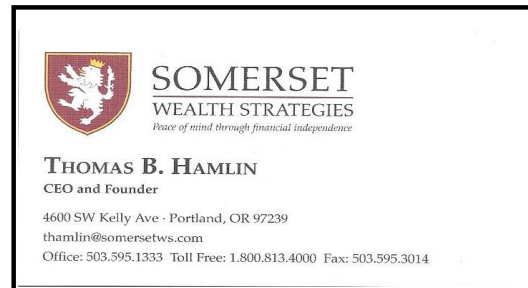 SOMERSET
WEALTH STRATEGIES
Peace of mind through financial independence
THOMAS B. HAMLIN
CEO and Founder
4600 SW Kelly Ave · Portland, OR 97239
thamlin@somersetws.com
Office: 503.595.1333 Toll Free: 1.800.813.4000 Fax: 503.595.3014